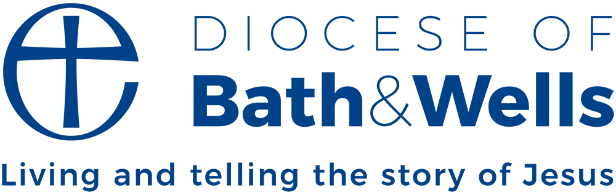 DIOCESE OF
Bath&Wells
Living and telling the story of Jesus